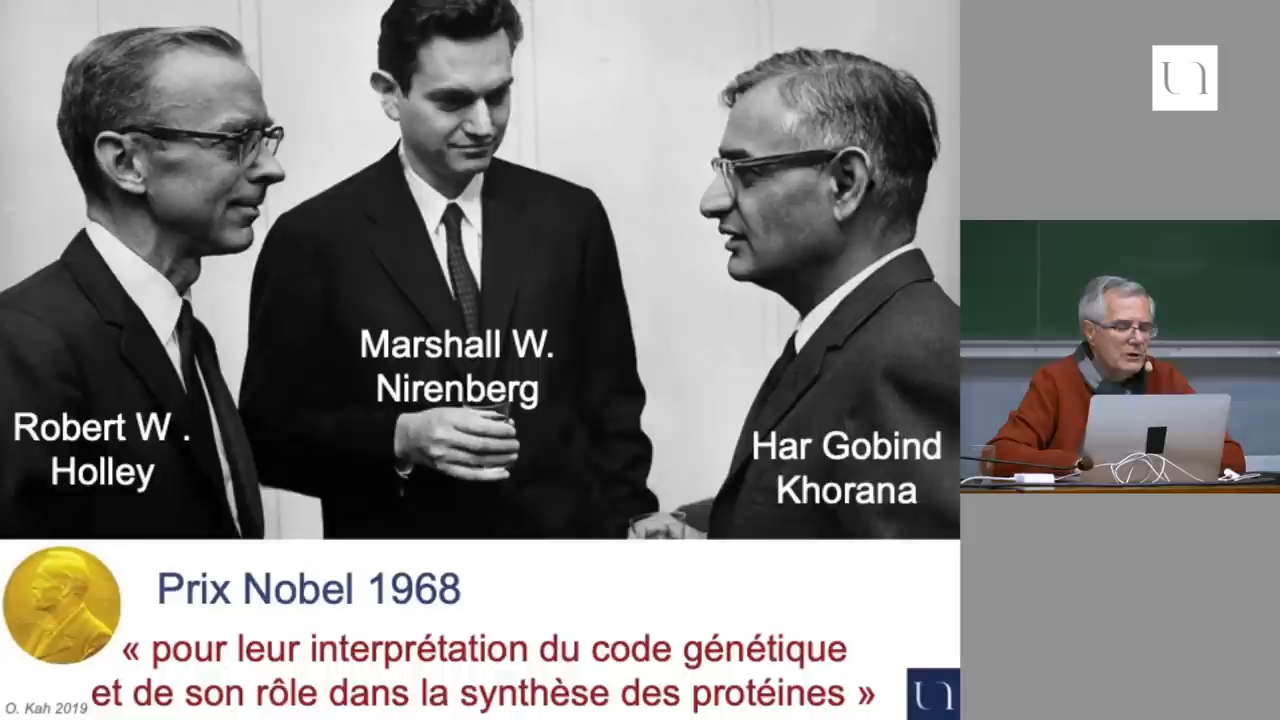 Marshall W.
Nirenberg
Robert W .
Holley
Har Gobind
Khorana
Prix Nobel 1968
« pour leur interprétation du code génétique
et de son rôle dans la synthèse des protéines »
O. Kah 2019